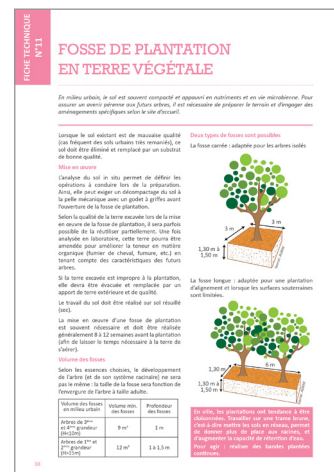 FICHE TECHNIQUE
N°11
FOSSE DE PLANTATION
EN TERRE VÉGÉTALE
En milieu urbain, le sol est souvent compacté et appauvri en nutriments et en vie microbienne. Pour
assurer un avenir pérenne aux futurs arbres, il est nécessaire de préparer le terrain et d'engager des
aménagements spécifiques selon le site d'accueil.
Lorsque le sol existant est de mauvaise qualité
(cas fréquent des sols urbains très remaniés), ce
sol doit être éliminé et remplacé par un substrat
de bonne qualité.
Mise en œuvre
L'analyse du sol in situ permet de définir les
opérations à conduire lors de la préparation.
Ainsi, elle peut exiger un décompactage du sol à
la pelle mécanique avec un godet à griffes avant
l'ouverture de la fosse de plantation.
Selon la qualité de la terre excavée lors de la mise
en œuvre de la fosse de plantation, il sera parfois
possible de la réutiliser partiellement. Une fois
analysée en laboratoire, cette terre pourra être
amendée pour améliorer la teneur en matière
organique (fumier de cheval, fumure, etc.) en
tenant compte des caractéristiques des futurs
arbres.
Si la terre excavée est impropre à la plantation,
elle devra être évacuée et remplacée par un
apport de terre extérieure et de qualité.
Le travail du sol doit être réalisé sur sol réssuillé
(sec).
La mise en œuvre d'une fosse de plantation
est souvent nécessaire et doit être réalisée
généralement 8 à 12 semaines avant la plantation
(afin de laisser le temps nécessaire à la terre de
s'aérer).
Volume des fosses
Selon les essences choisies, le développement
de l'arbre (et de son système racinaire) ne sera
pas le même : la taille de la fosse sera fonction de
l'envergure de l'arbre à taille adulte.
Volume des fosses en milieu urbain
Volume min. des fosses
Profondeur des fosses
Arbres de 3ème et 4ème grandeur (H<10m)
9 m³
1 m
Arbres de 1ère et 2ème grandeur (H>15m)
12 m³
1 à 1,5 m
Deux types de fosses sont possibles
La fosse carrée : adaptée pour les arbres isolés
3 m
3 m
1,30 m à
1,50 m
La fosse longue : adaptée pour une plantation
d'alignement et lorsque les surfaces souterraines
sont limitées.
6 m
1,30 m
1,30 m à
1,50 m
En ville, les plantations ont tendance à être
cloisonnées. Travailler sur une trame brune,
c'est-à-dire mettre les sols en réseau, permet
de donner plus de place aux racines, et
d'augmenter la capacité de rétention d'eau.
Pour agir : réaliser des bandes plantées
continues.